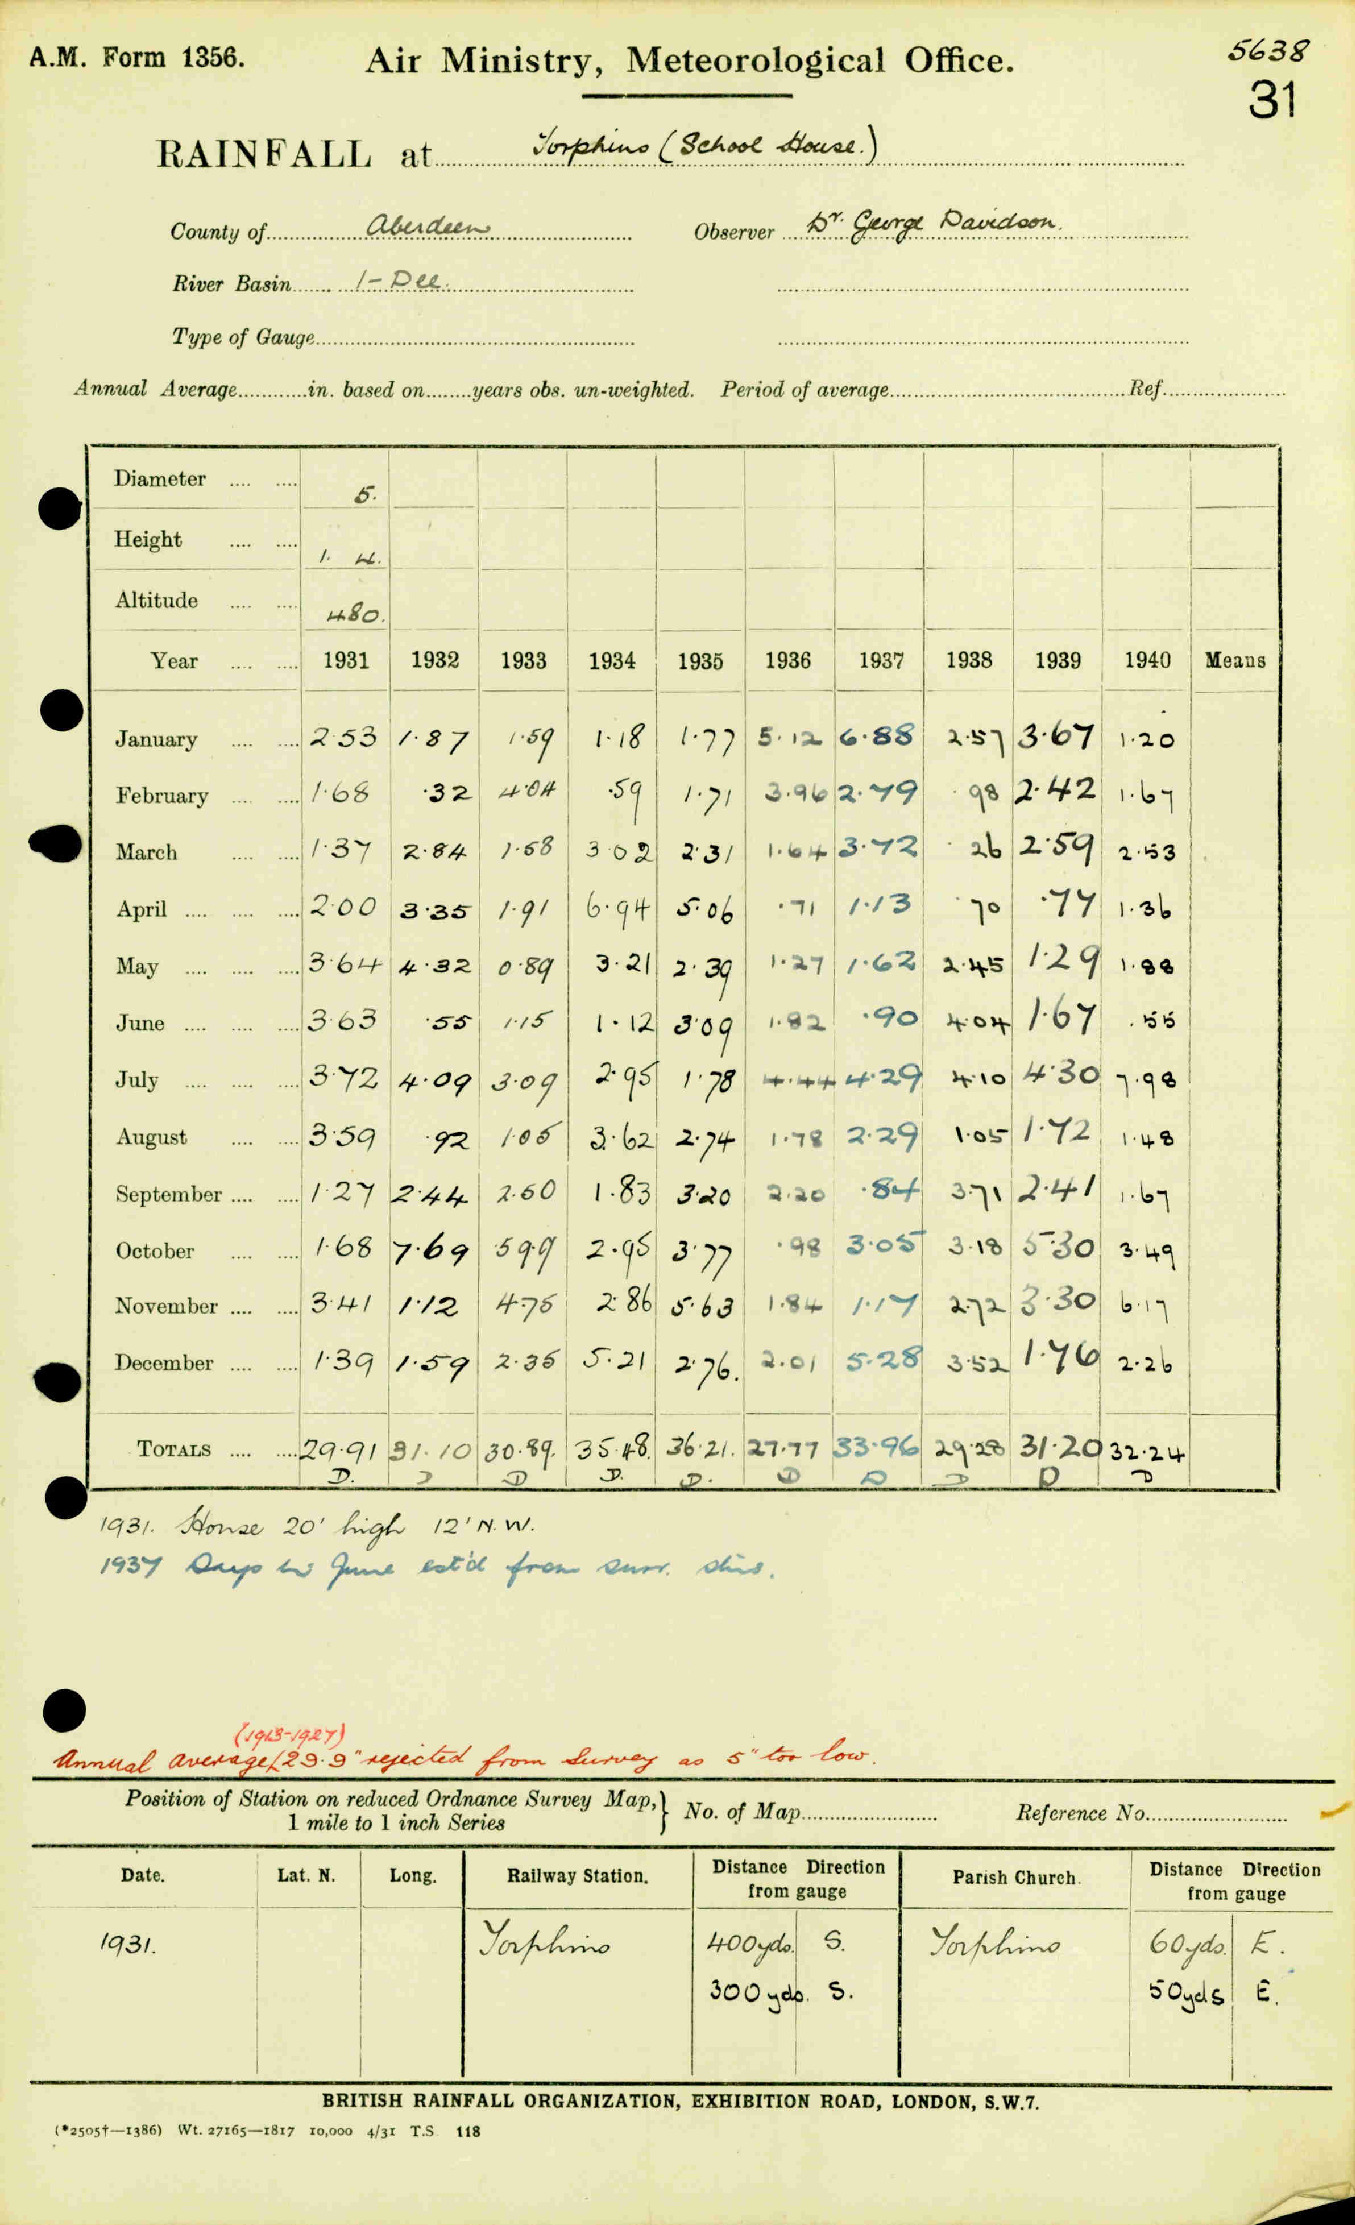 A.M. Form 1356. Air Ministry, Meteorological Office. 5638
31
RAINFALL at Torphins (School House.)
County of Aberdeen Observer Dr. George Davidson.
River Basin 1- Dee.
Type of Gauge
Annual Average in. based on years obs. un-weighted. Period of average Ref.
Diameter 5.
Height 1. 4.
Altitude 480.
Year 1931 1932 1933 1934 1935 1936 1937 1938 1939 1940 Means
January 2·53 1·87 1·59 1·18 1·77 5·12 6·88 2·57 3·67 1·20
February 1·68 ·32 4·04 ·59 1·71 3·96 2·79 ·98 2·42 1·67
March 1·37 2·84 1·58 3·02 2·31 1·64 3·72 ·26 2·59 2·53
April 2·00 3·35 1·91 6·94 5·06 ·71 1·13 ·70 ·77 1·36
May 3·64 4·32 0·89 3·21 2·39 1·27 1·62 2·45 1·29 1·88
June 3·63 ·55 1·15 1·12 3·09 1·82 ·90 4·04 1·67 ·55
July 3·72 4·09 3·09 2·95 1·78 4·44 4·29 4·10 4·30 7·98
August 3·59 ·92 1·05 3·62 2·74 1·78 2·29 1·05 1·72 1·48
September 1·27 2·44 2·50 1·83 3·20 2·20 ·84 3·71 2·41 1·67
October 1·68 7·69 5·99 2·95 3·77 ·98 3·05 3·18 5·30 3·49
November 3·41 1·12 4·75 2·86 5·63 1·84 1·17 2·72 3·30 6·17
December 1·39 1·59 2·35 5·21 2·76. 2·01 5·28 3·52 1·76 2·26
TOTALS 29·91 31·10 30·89. 35·48. 36·21. 27·77 33·96 29·28 31·20 32·24
D. D D D. D. D D D D D
1931. House 20' high 12' N.W.
1937 Days in June est'd from surr. stns.
(1913-1927)
Annual average 29·9" rejected from Survey as 5" too low.
Position of Station on reduced Ordnance Survey Map, } No. of Map Reference No.
1 mile to 1 inch Series
Date. Lat. N. Long. Railway Station. Distance Direction from gauge Parish Church. Distance Direction from gauge
1931. Torphins 400yds. S. Torphins 60yds. E.
300yds. S. 50yds E.
BRITISH RAINFALL ORGANIZATION, EXHIBITION ROAD, LONDON, S.W.7.
(*2505†—1386) Wt. 27165—1817 10,000 4/31 T.S. 118